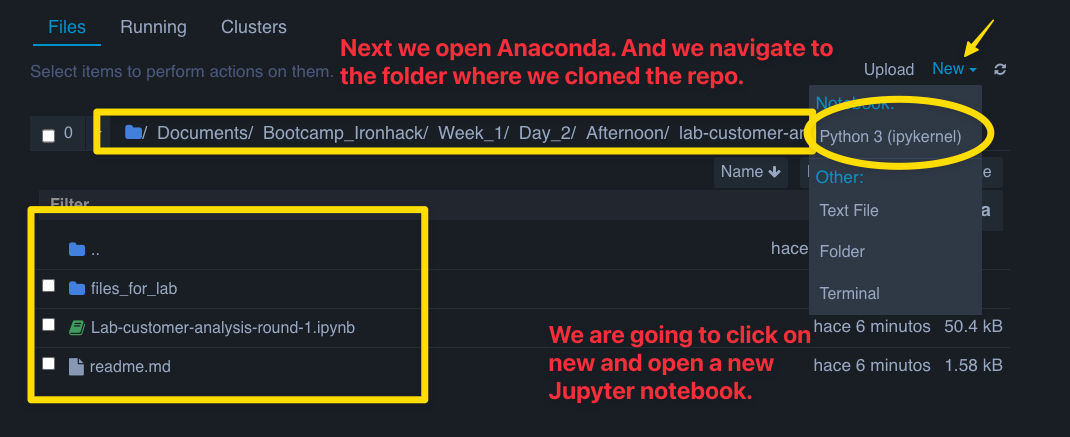 Files Running Clusters
Next we open Anaconda. And we navigate to
the folder where we cloned the repo.
Select items to perform actions on them.
Upload New
Notebook:
0 / Documents/ Bootcamp_Ironhack/ Week_1/ Day_2/ Afternoon/ lab-customer-an
Python 3 (ipykernel)
Name
Other:
Filter
Text File
..
hace
Folder
files_for_lab
Terminal
Lab-customer-analysis-round-1.ipynb
hace 6 minutos 50.4 kB
We are going to click on
new and open a new
Jupyter notebook.
readme.md
hace 6 minutos 1.58 kB